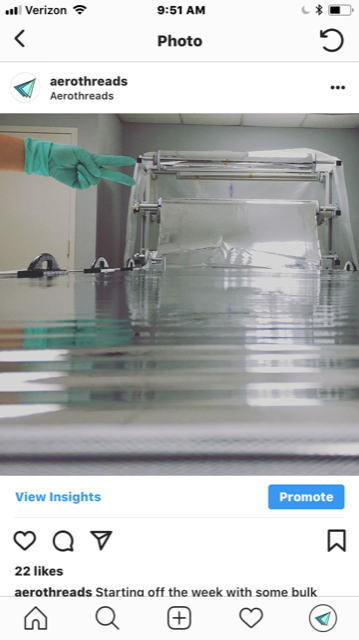 Verizon 9:51 AM
Photo
aerothreads
Aerothreads
View Insights Promote
22 likes
aerothreads Starting off the week with some bulk